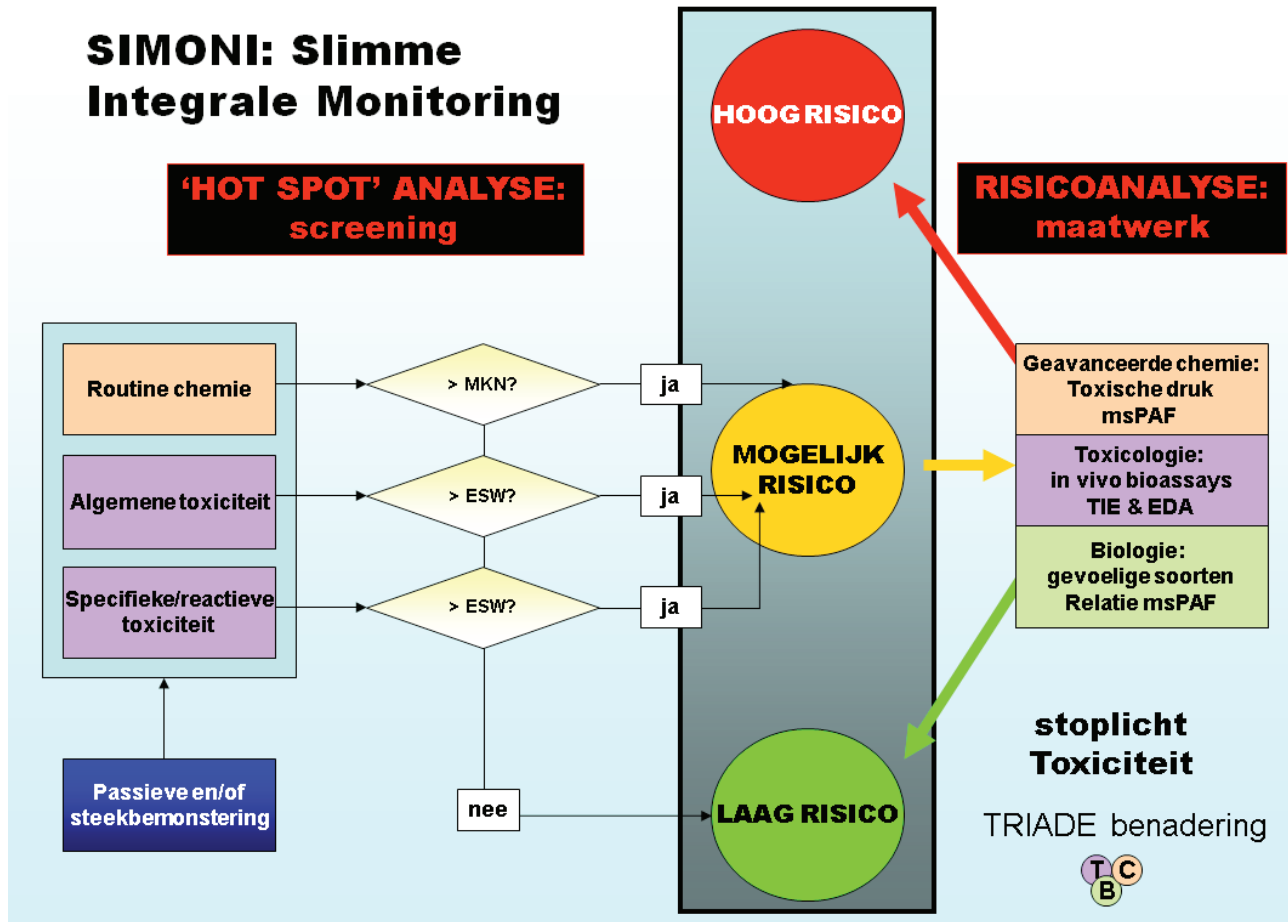 SIMONI: Slimme
Integrale Monitoring
‘HOT SPOT’ ANALYSE:
screening
HOOG RISICO
RISICOANALYSE:
maatwerk
Routine chemie
> MKN?
ja
Algemene toxiciteit
> ESW?
ja
Specifieke/reactieve
toxiciteit
> ESW?
ja
MOGELIJK
RISICO
Geavanceerde chemie:
Toxische druk
msPAF
Toxicologie:
in vivo bioassays
TIE & EDA
Biologie:
gevoelige soorten
Relatie msPAF
Passieve en/of
steekbemonstering
nee
LAAG RISICO
stoplicht
Toxiciteit
TRIADE benadering
T C
B